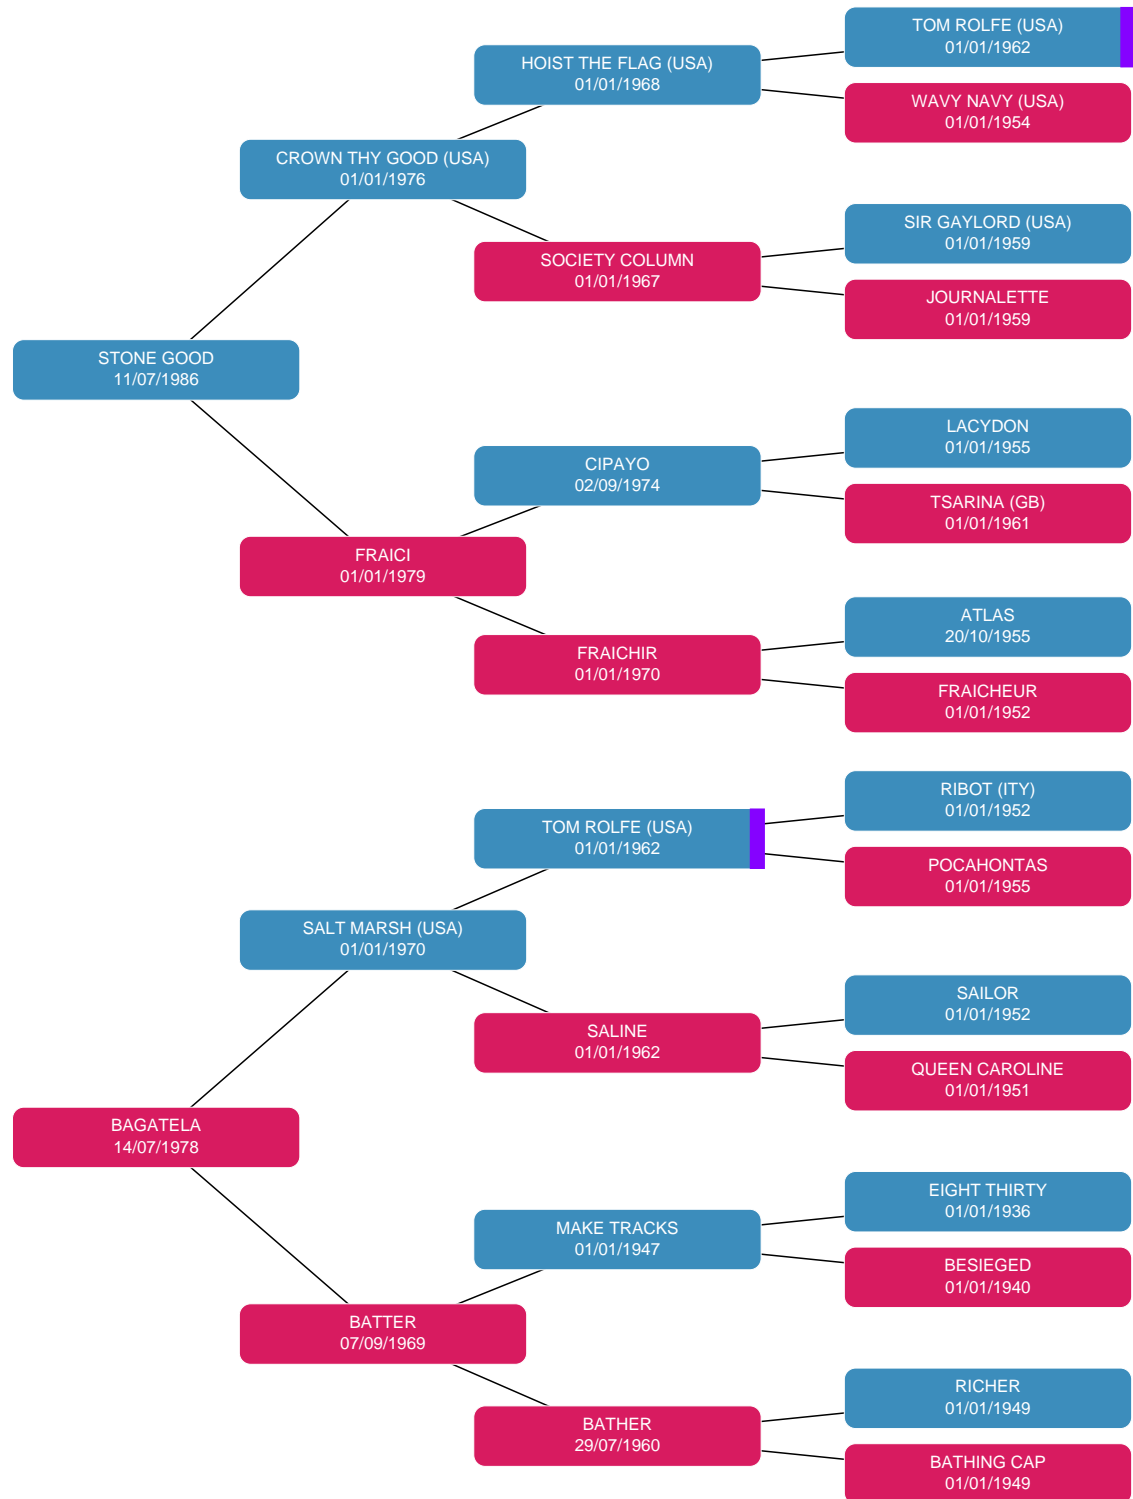 TOM ROLFE (USA)
01/01/1962
HOIST THE FLAG (USA)
01/01/1968
WAVY NAVY (USA)
01/01/1954
CROWN THY GOOD (USA)
01/01/1976
SIR GAYLORD (USA)
01/01/1959
SOCIETY COLUMN
01/01/1967
JOURNALETTE
01/01/1959
STONE GOOD
11/07/1986
LACYDON
01/01/1955
CIPAYO
02/09/1974
TSARINA (GB)
01/01/1961
FRAICI
01/01/1979
ATLAS
20/10/1955
FRAICHIR
01/01/1970
FRAICHEUR
01/01/1952
RIBOT (ITY)
01/01/1952
TOM ROLFE (USA)
01/01/1962
POCAHONTAS
01/01/1955
SALT MARSH (USA)
01/01/1970
SAILOR
01/01/1952
SALINE
01/01/1962
QUEEN CAROLINE
01/01/1951
BAGATELA
14/07/1978
EIGHT THIRTY
01/01/1936
MAKE TRACKS
01/01/1947
BESIEGED
01/01/1940
BATTER
07/09/1969
RICHER
01/01/1949
BATHER
29/07/1960
BATHING CAP
01/01/1949